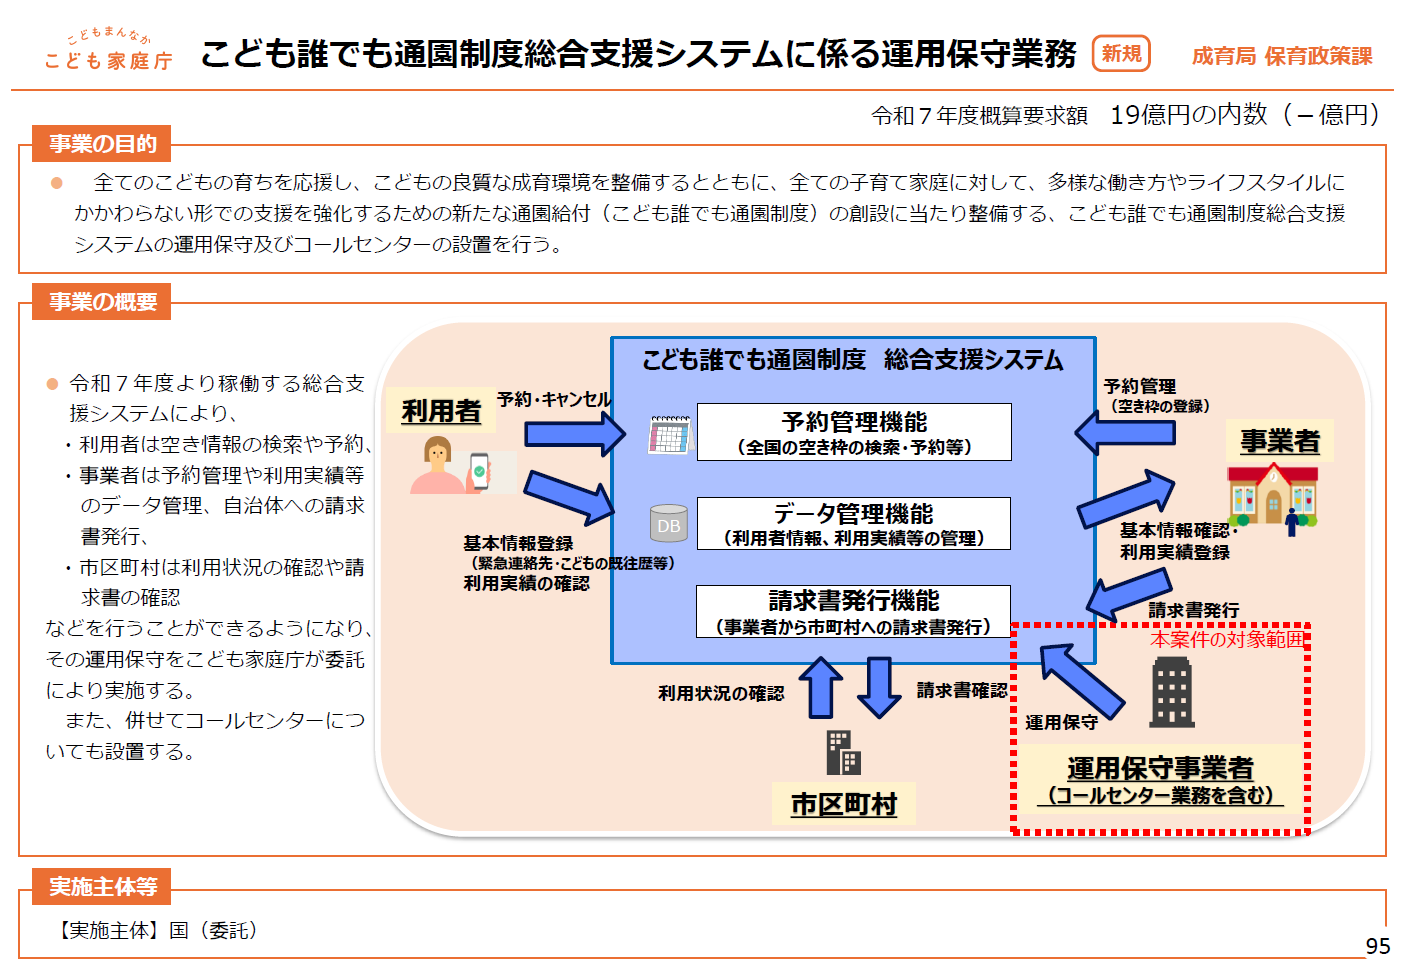 こどもまんなか
こども家庭庁
こども誰でも通園制度総合支援システムに係る運用保守業務
新規
成育局 保育政策課
令和７年度概算要求額　19億円の内数（－億円）
事業の目的
● 全てのこどもの育ちを応援し、こどもの良質な成育環境を整備するとともに、全ての子育て家庭に対して、多様な働き方やライフスタイルに
かかわらない形での支援を強化するための新たな通園給付（こども誰でも通園制度）の創設に当たり整備する、こども誰でも通園制度総合支援
システムの運用保守及びコールセンターの設置を行う。
事業の概要
● 令和７年度より稼働する総合支
援システムにより、
・利用者は空き情報の検索や予約、
・事業者は予約管理や利用実績等
のデータ管理、自治体への請求
書発行、
・市区町村は利用状況の確認や請
求書の確認
などを行うことができるようになり、
その運用保守をこども家庭庁が委託
により実施する。
また、併せてコールセンターにつ
いても設置する。
こども誰でも通園制度　総合支援システム
利用者
予約・キャンセル
基本情報登録
（緊急連絡先・こどもの既往歴等）
利用実績の確認
予約管理機能
（全国の空き枠の検索・予約等）
DB
データ管理機能
（利用者情報、利用実績等の管理）
請求書発行機能
（事業者から市町村への請求書発行）
予約管理
（空き枠の登録）
事業者
基本情報確認・
利用実績登録
請求書発行
本案件の対象範囲
利用状況の確認
請求書確認
運用保守
市区町村
運用保守事業者
（コールセンター業務を含む）
実施主体等
【実施主体】国（委託）
95